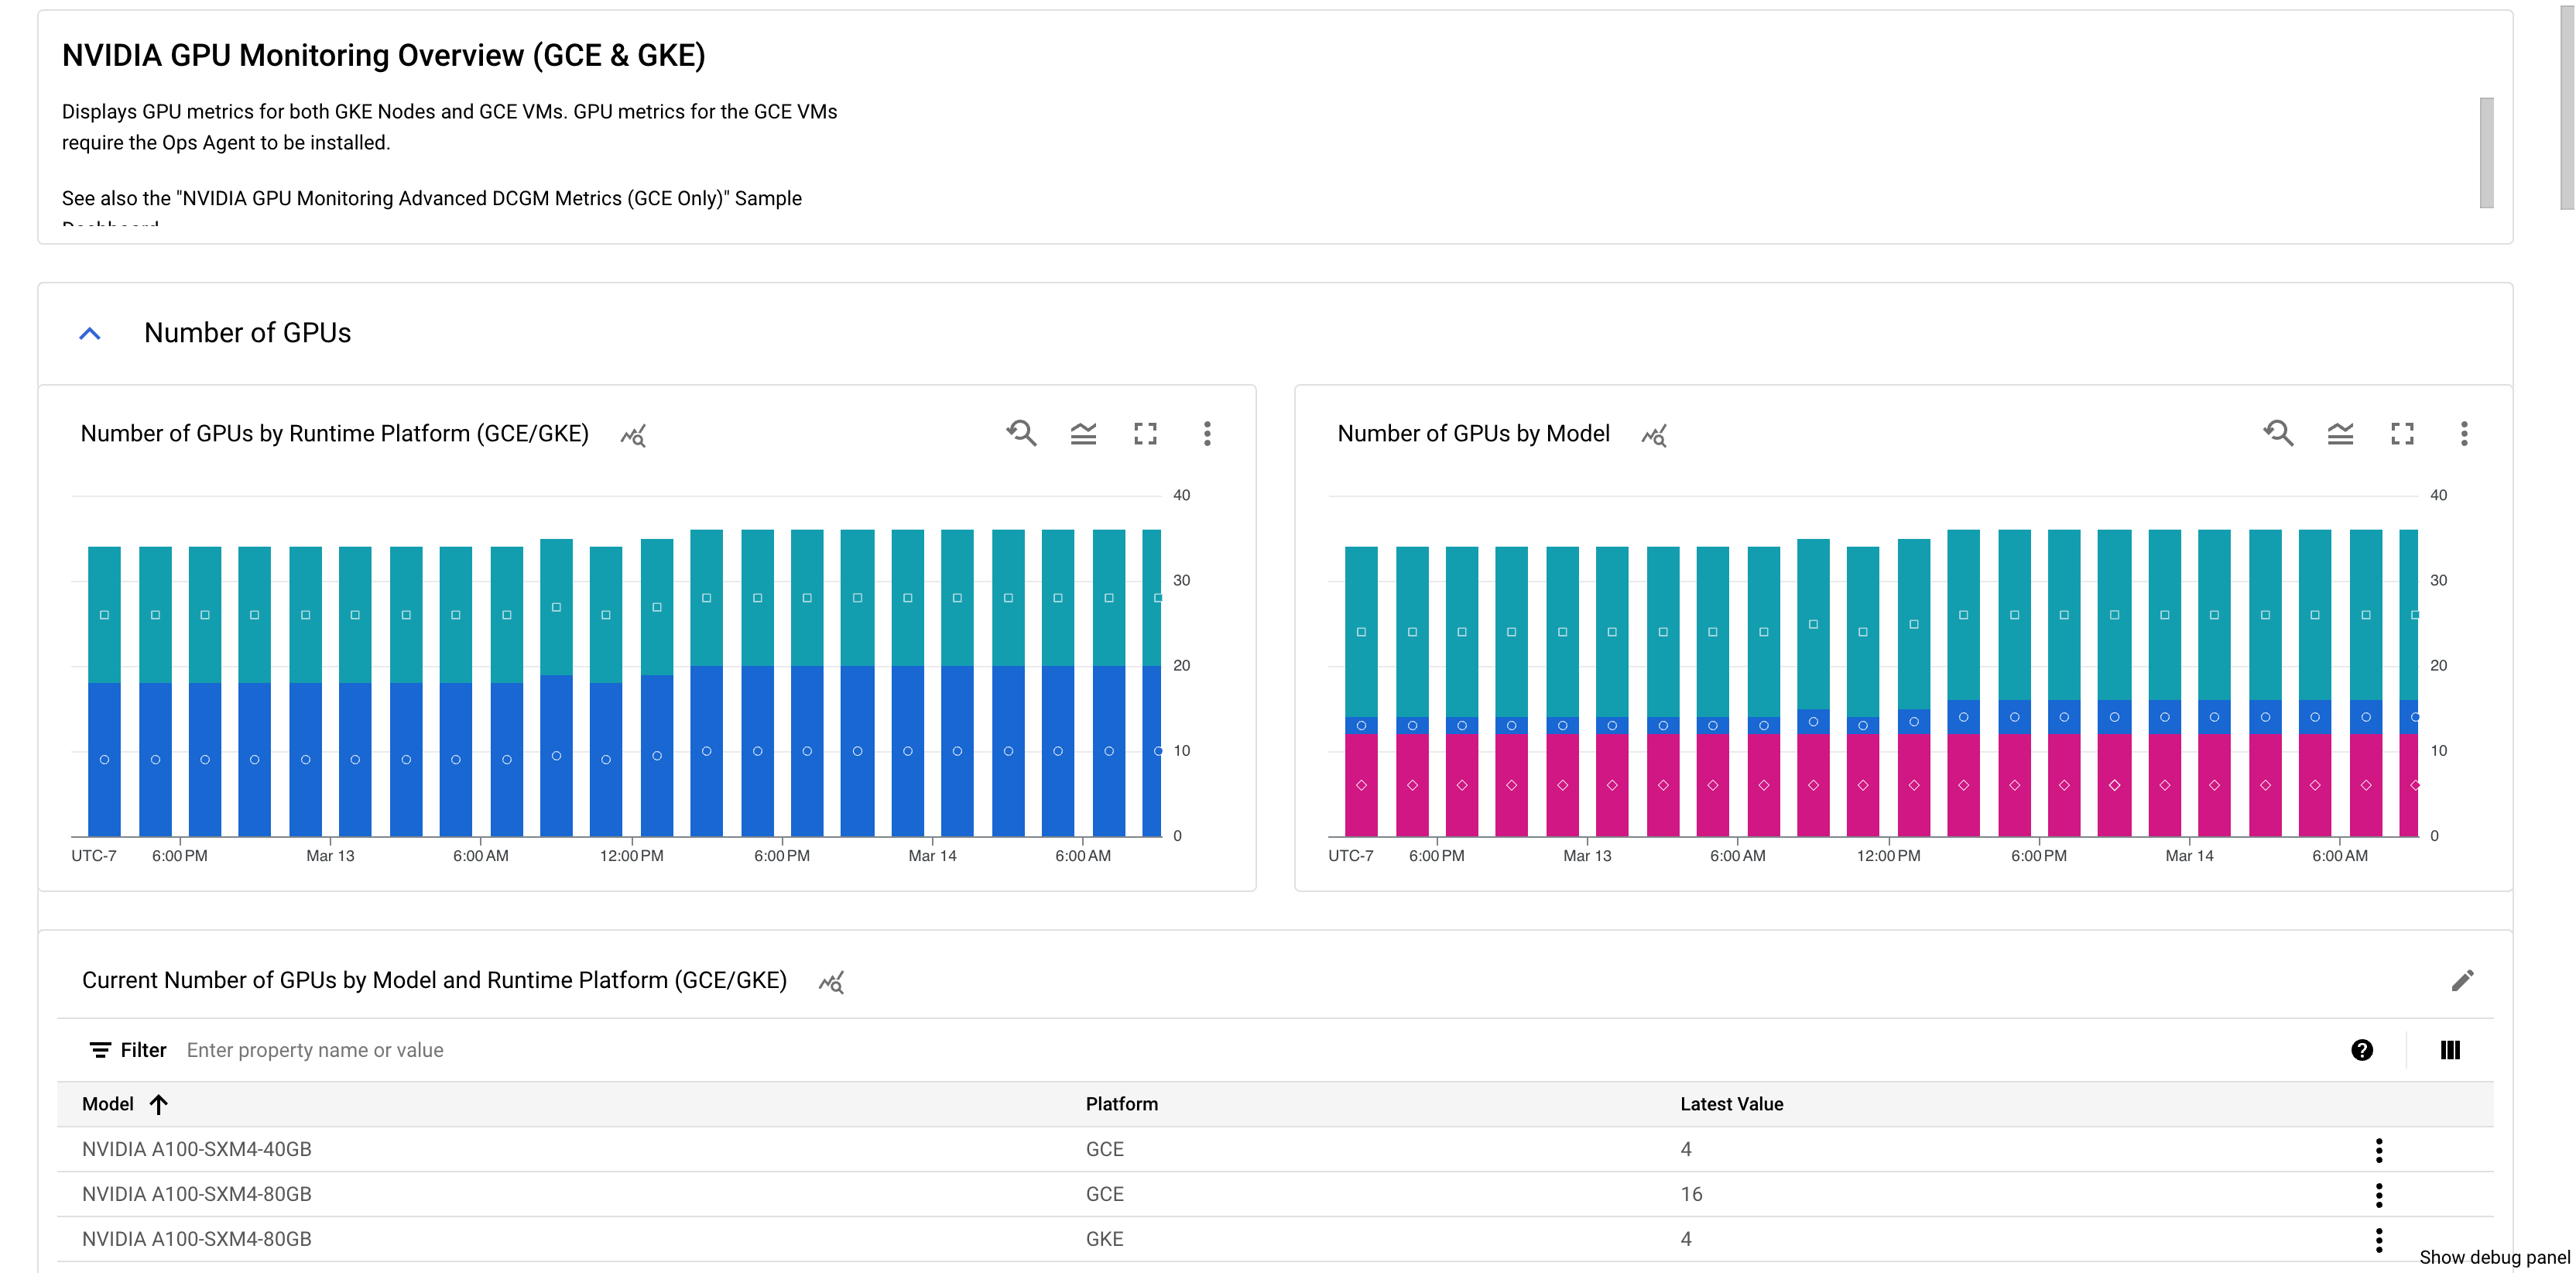 NVIDIA GPU Monitoring Overview (GCE & GKE)
Displays GPU metrics for both GKE Nodes and GCE VMs. GPU metrics for the GCE VMs
require the Ops Agent to be installed.
See also the "NVIDIA GPU Monitoring Advanced DCGM Metrics (GCE Only)" Sample
Dashboard
Number of GPUs
Number of GPUs by Runtime Platform (GCE/GKE)
40
30
20
10
0
UTC-7 6:00 PM Mar 13 6:00 AM 12:00 PM 6:00 PM Mar 14 6:00 AM
Number of GPUs by Model
40
30
20
10
0
UTC-7 6:00 PM Mar 13 6:00 AM 12:00 PM 6:00 PM Mar 14 6:00 AM
Current Number of GPUs by Model and Runtime Platform (GCE/GKE)
Filter Enter property name or value
Model Platform Latest Value
NVIDIA A100-SXM4-40GB GCE 4
NVIDIA A100-SXM4-80GB GCE 16
NVIDIA A100-SXM4-80GB GKE 4
Show debug panel